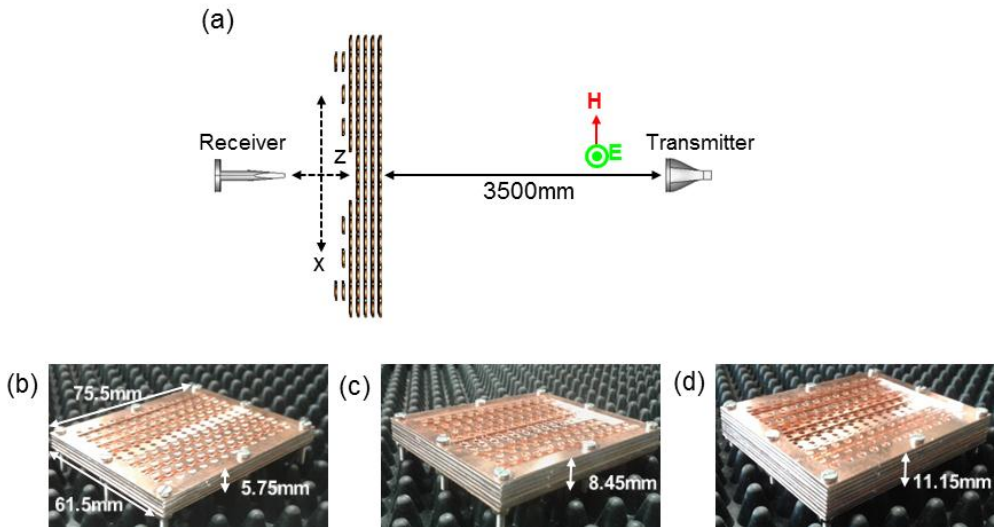 (a)
H
E
Receiver
Transmitter
Z
3500mm
X
(b)
75.5mm
61.5mm
5.75mm
(c)
8.45mm
(d)
11.15mm